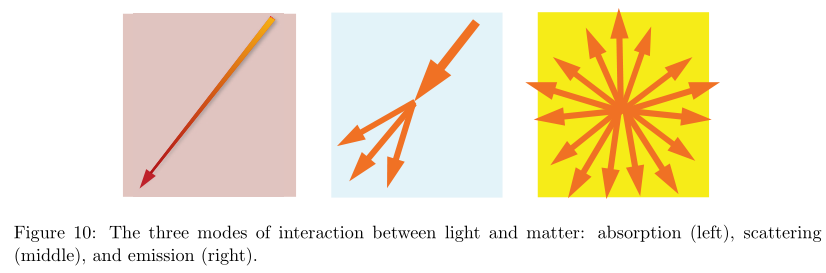 Figure 10: The three modes of interaction between light and matter: absorption (left), scattering
(middle), and emission (right).